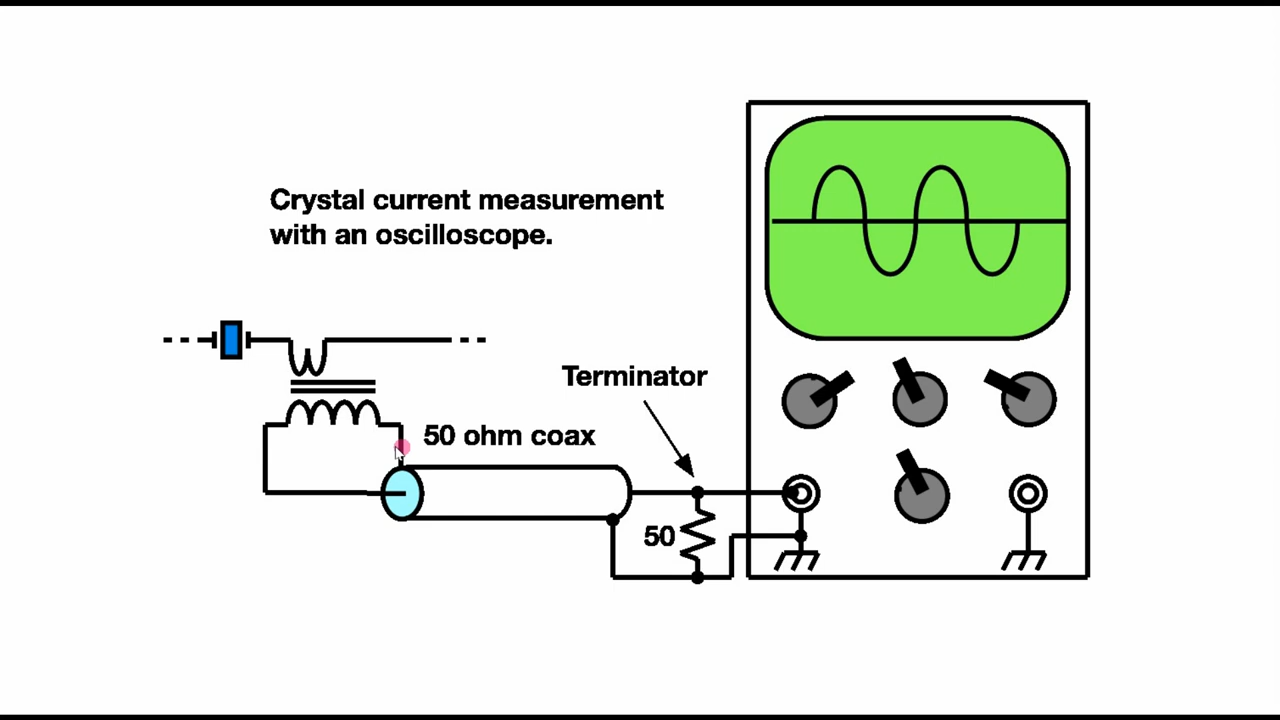 Crystal current measurement
with an oscilloscope.
Terminator
50 ohm coax
50